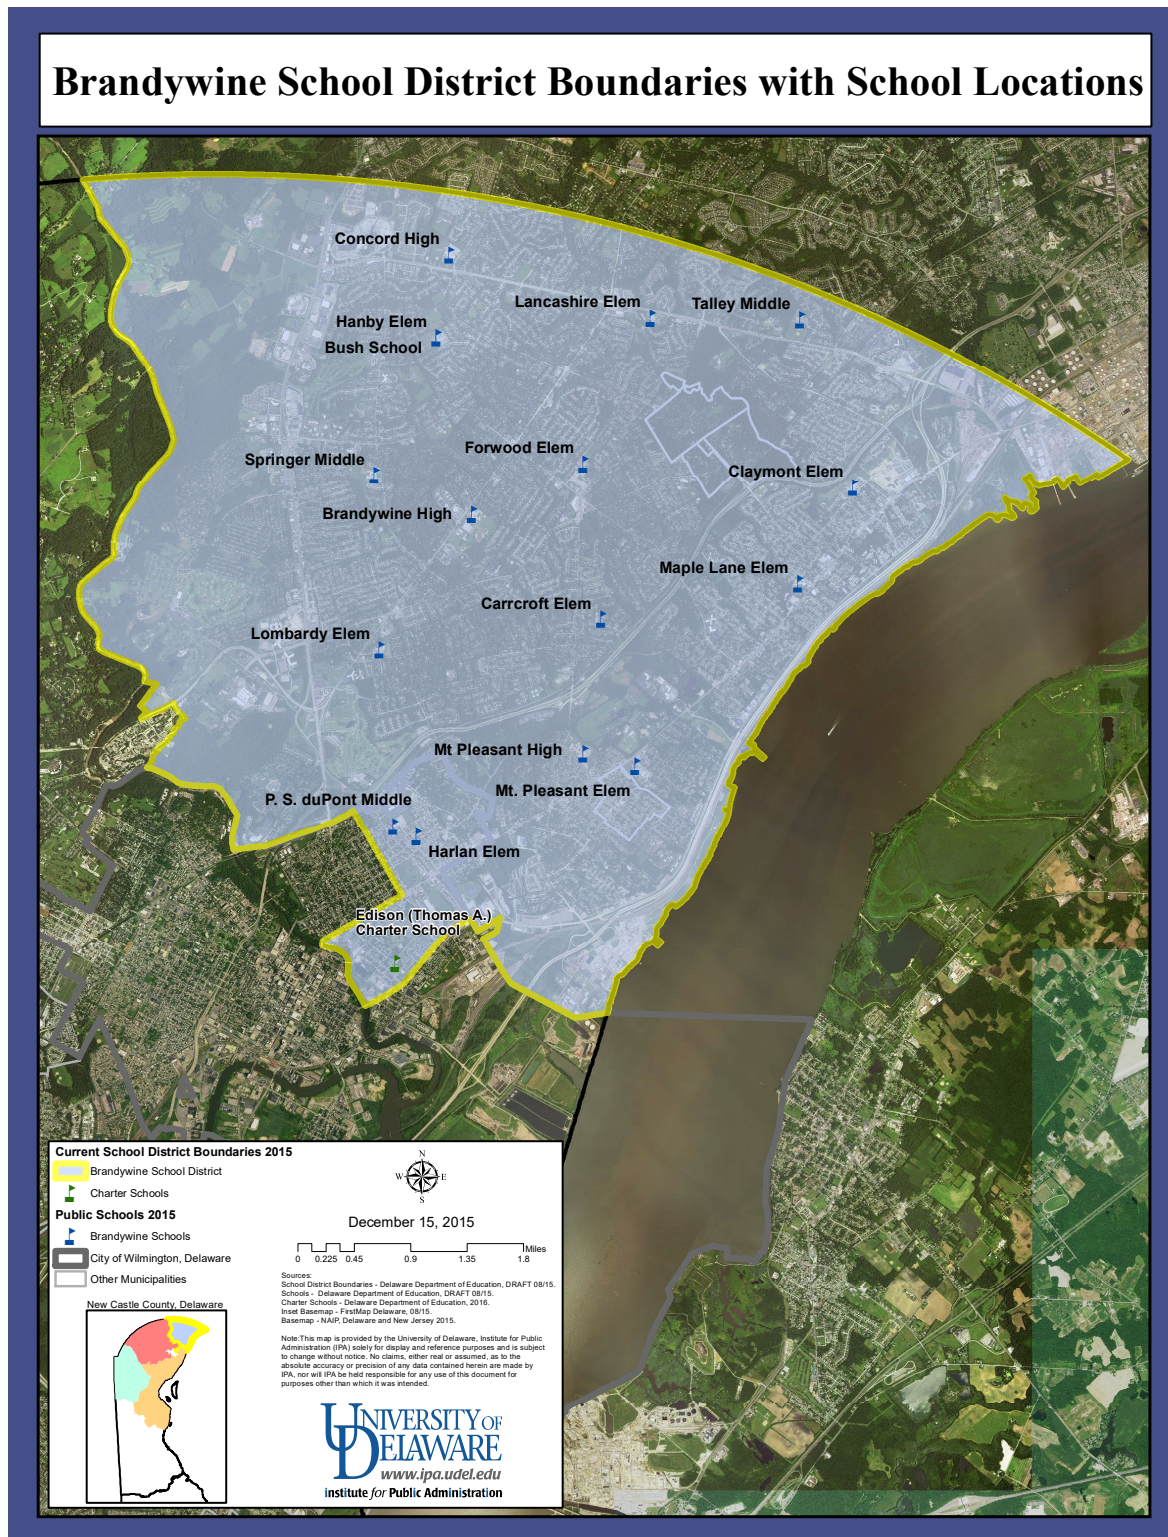 Brandywine School District Boundaries with School Locations
Concord High
Lancashire Elem
Talley Middle
Hanby Elem
Bush School
Forwood Elem
Springer Middle
Claymont Elem
Brandywine High
Maple Lane Elem
Carrcroft Elem
Lombardy Elem
Mt Pleasant High
Mt. Pleasant Elem
P. S. duPont Middle
Harlan Elem
Edison (Thomas A.)
Charter School
Current School District Boundaries 2015
Brandywine School District
Charter Schools
Public Schools 2015
Brandywine Schools
City of Wilmington, Delaware
Other Municipalities
New Castle County, Delaware
N
W E
S
December 15, 2015
Miles
0 0.225 0.45 0.9 1.35 1.8
Sources:
School District Boundaries - Delaware Department of Education, DRAFT 08/15.
Schools - Delaware Department of Education, DRAFT 08/15.
Charter Schools - Delaware Department of Education, 2016.
Inset Basemap - FirstMap Delaware, 08/15.
Basemap - NAIP, Delaware and New Jersey 2015.
Note:This map is provided by the University of Delaware, Institute for Public
Administration (IPA) solely for display and reference purposes and is subject
to change without notice. No claims, either real or assumed, as to the
absolute accuracy or precision of any data contained herein are made by
IPA, nor will IPA be held responsible for any use of this document for
purposes other than which it was intended.
UNIVERSITY OF
DELAWARE
www.ipa.udel.edu
institute for Public Administration